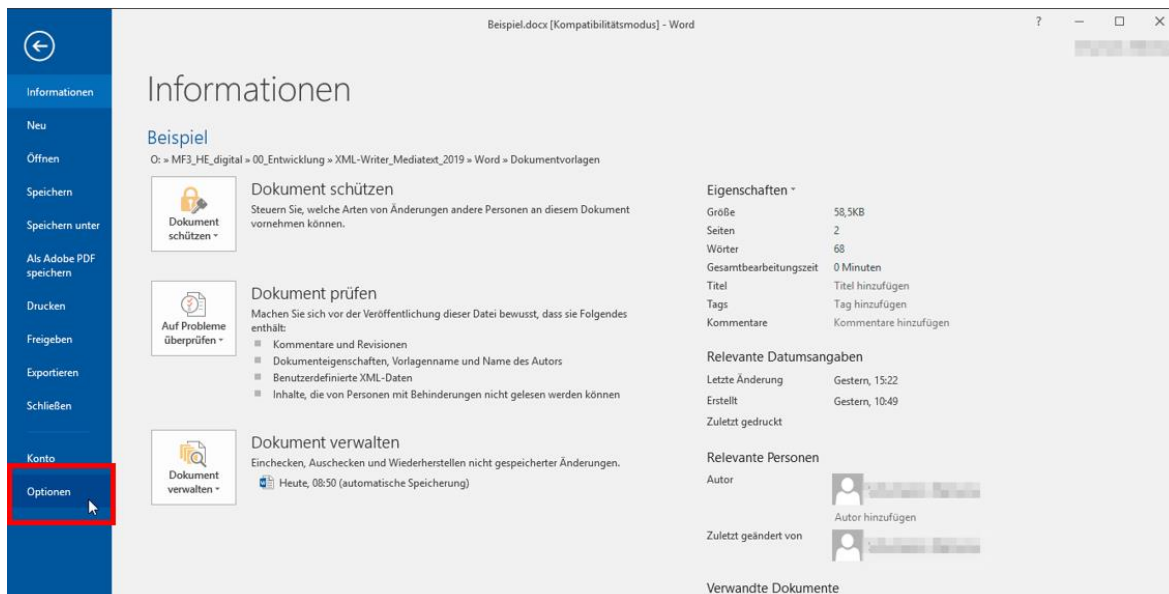 Beispiel.docx [Kompatibilitätsmodus] - Word
?
Informationen
Neu
Öffnen
Speichern
Speichern unter
Als Adobe PDF
speichern
Drucken
Freigeben
Exportieren
Schließen
Konto
Optionen
Informationen
Beispiel
O: » MF3_HE_digital » 00_Entwicklung » XML-Writer_Mediatext_2019 » Word » Dokumentvorlagen
Dokument
schützen
Dokument schützen
Steuern Sie, welche Arten von Änderungen andere Personen an diesem Dokument
vornehmen können.
Auf Probleme
überprüfen
Dokument prüfen
Machen Sie sich vor der Veröffentlichung dieser Datei bewusst, dass sie Folgendes
enthält:
Kommentare und Revisionen
Dokumenteigenschaften, Vorlagenname und Name des Autors
Benutzerdefinierte XML-Daten
Inhalte, die von Personen mit Behinderungen nicht gelesen werden können
Dokument
verwalten
Dokument verwalten
Einchecken, Auschecken und Wiederherstellen nicht gespeicherter Änderungen.
Heute, 08:50 (automatische Speicherung)
Eigenschaften
Größe 58,5KB
Seiten 2
Wörter 68
Gesamtbearbeitungszeit 0 Minuten
Titel Titel hinzufügen
Tags Tag hinzufügen
Kommentare Kommentare hinzufügen
Relevante Datumsangaben
Letzte Änderung Gestern, 15:22
Erstellt Gestern, 10:49
Zuletzt gedruckt
Relevante Personen
Autor
Autor hinzufügen
Zuletzt geändert von
Verwandte Dokumente